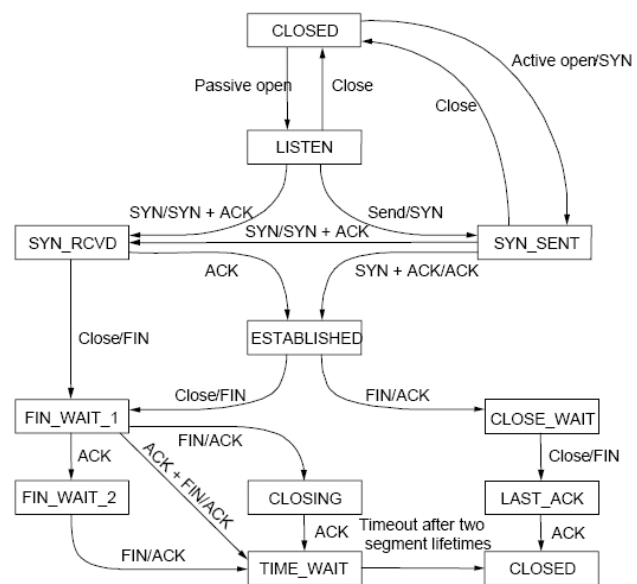 CLOSED
Active open/SYN
Passive open
Close
Close
LISTEN
SYN/SYN + ACK
Send/SYN
SYN/SYN + ACK
SYN_RCVD
SYN_SENT
ACK
SYN + ACK/ACK
ESTABLISHED
Close/FIN
Close/FIN
FIN/ACK
FIN_WAIT_1
CLOSE_WAIT
FIN/ACK
ACK
ACK + FIN/ACK
Close/FIN
FIN_WAIT_2
CLOSING
LAST_ACK
ACK
Timeout after two
segment lifetimes
ACK
FIN/ACK
TIME_WAIT
CLOSED